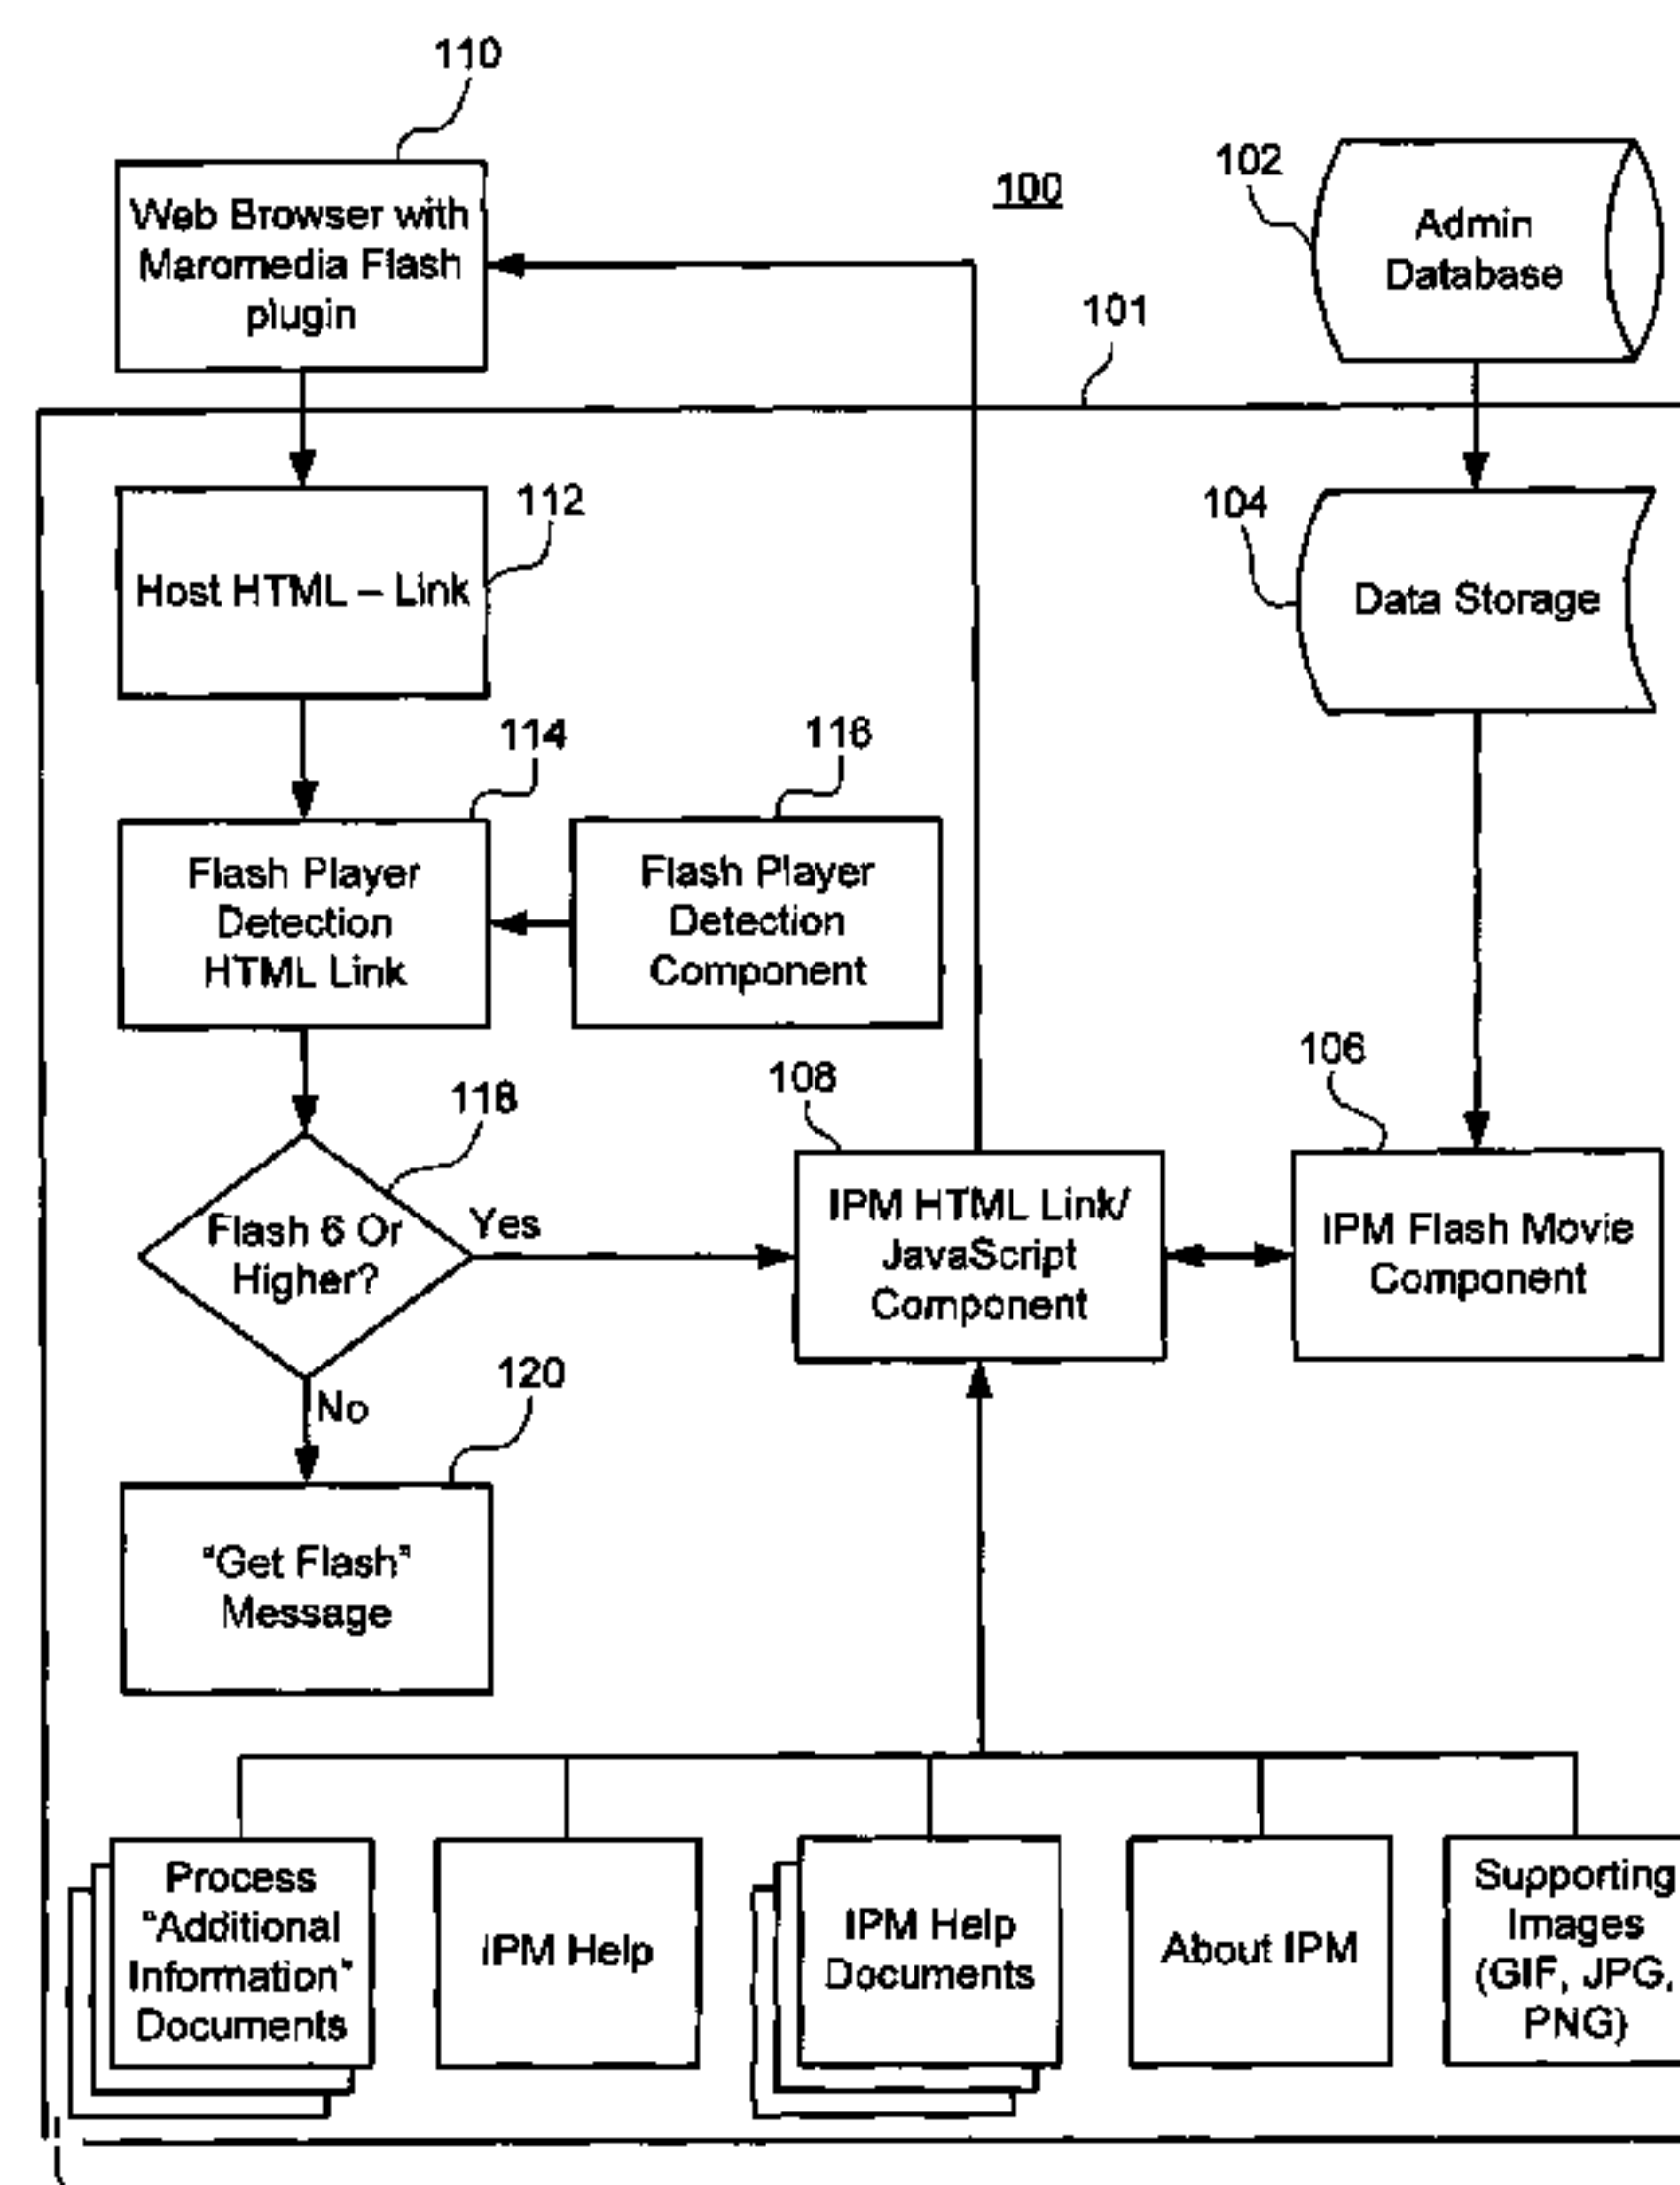 110
Web Browser with
Maromedia Flash
plugin
100
102
Admin
Database
101
Host HTML – Link
112
104
Data Storage
114
116
Flash Player
Detection
HTML Link
Flash Player
Detection
Component
118
Flash 6 Or
Higher?
Yes
108
IPM HTML Link/
JavaScript
Component
106
IPM Flash Movie
Component
No
120
"Get Flash"
Message
Process
"Additional
Information"
Documents
IPM Help
IPM Help
Documents
About IPM
Supporting
Images
(GIF, JPG,
PNG)